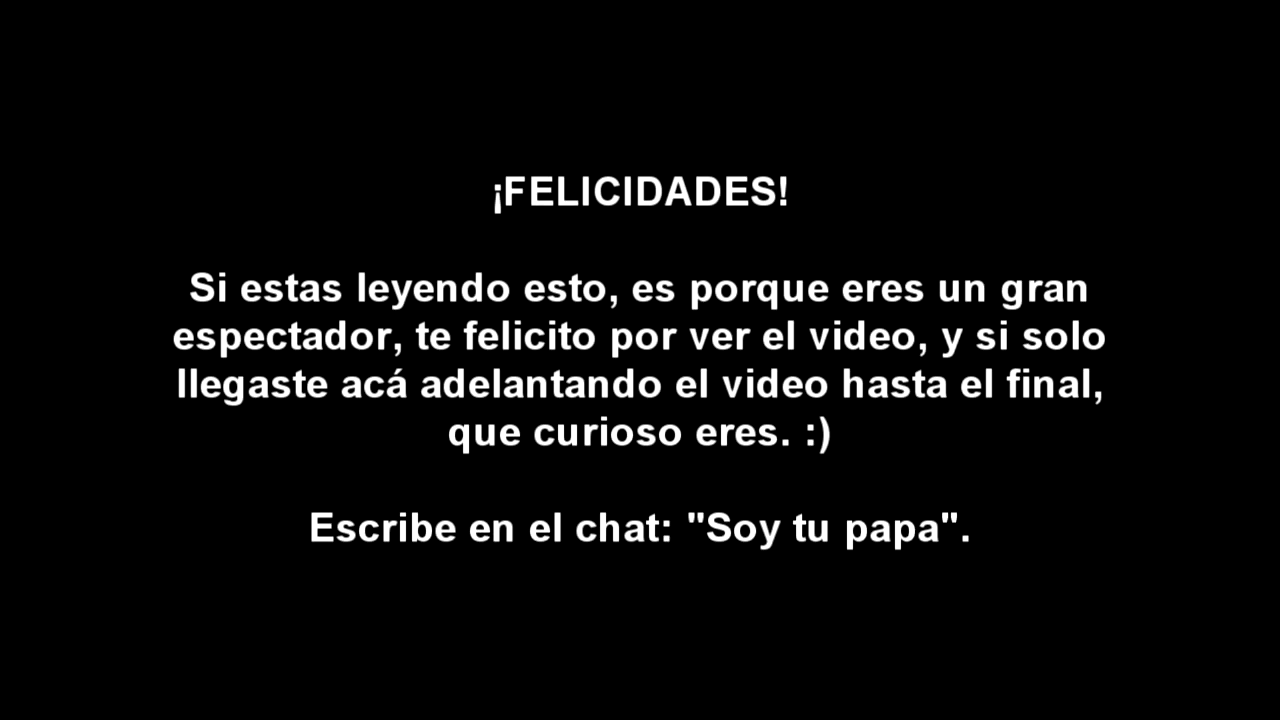 ¡FELICIDADES!
Si estas leyendo esto, es porque eres un gran
espectador, te felicito por ver el video, y si solo
llegaste acá adelantando el video hasta el final,
que curioso eres. :)
Escribe en el chat: "Soy tu papa".